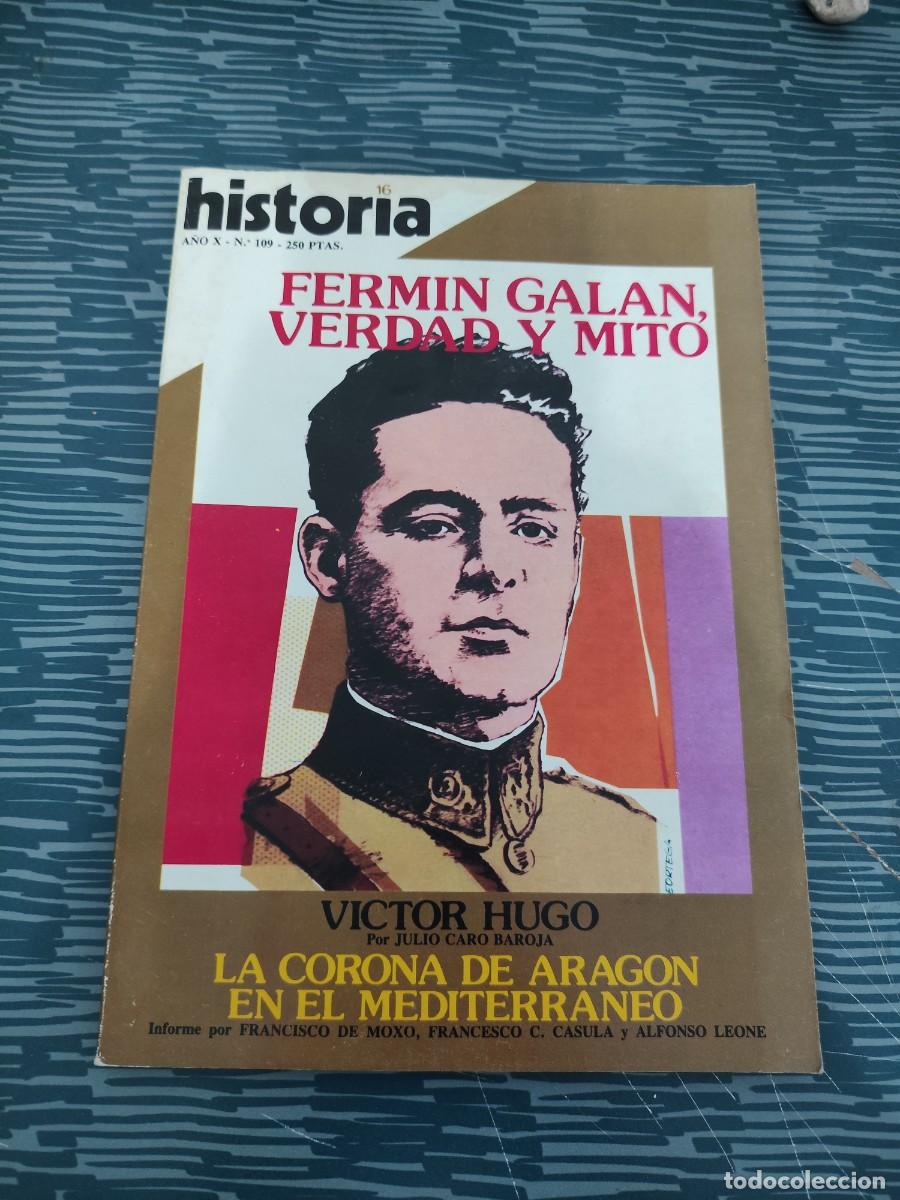 16
historia
AÑO X - N.º 109 - 250 PTAS.
FERMIN GALAN,
VERDAD Y MITO
EORTEGA
VICTOR HUGO
Por JULIO CARO BAROJA
LA CORONA DE ARAGON
EN EL MEDITERRANEO
Informe por FRANCISCO DE MOXO, FRANCESCO C. CASULA y ALFONSO LEONE
todocoleccion